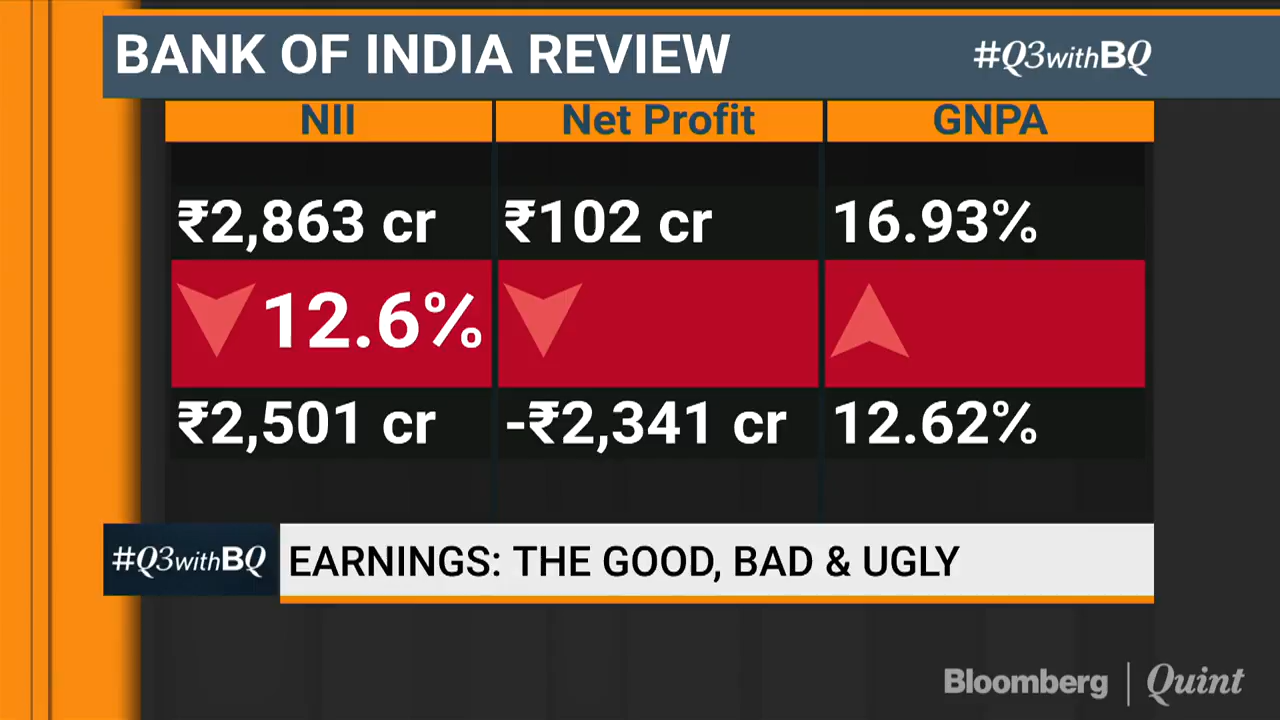 BANK OF INDIA REVIEW #Q3withBQ
NII Net Profit GNPA
₹2,863 cr ₹102 cr 16.93%
12.6%
₹2,501 cr -₹2,341 cr 12.62%
#Q3withBQ EARNINGS: THE GOOD, BAD & UGLY
Bloomberg | Quint